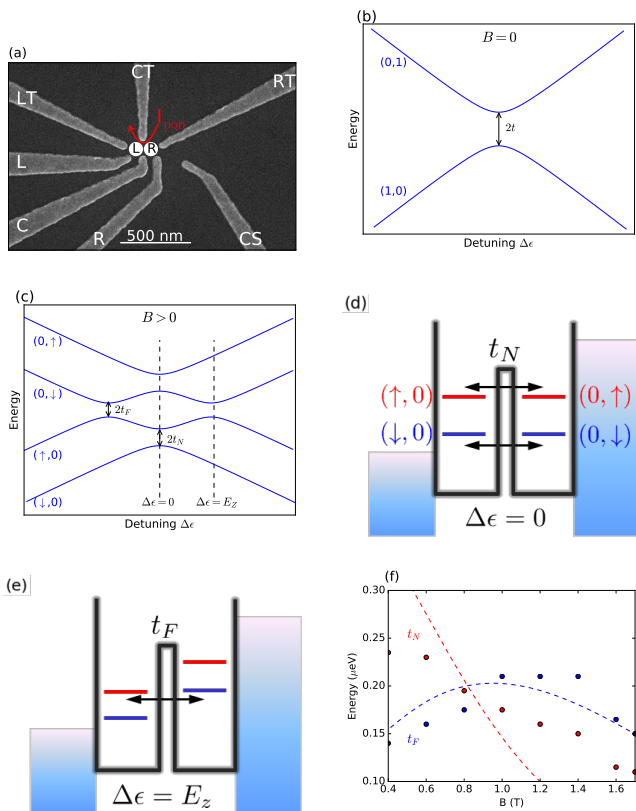 (a)
CT
RT
LT
I_pqp
L R
L
C
R
500 nm
CS
(b)
B = 0
(0,1)
2t
(1,0)
Energy
Detuning Δϵ
(c)
B > 0
(0,↑)
(0,↓)
2t_F
(↑,0)
2t_N
(↓,0)
Δϵ = 0 Δϵ = E_Z
Energy
Detuning Δϵ
(d)
t_N
(↑,0) (0,↑)
(↓,0) (0,↓)
Δϵ = 0
(e)
t_F
Δϵ = E_z
(f)
0.30
0.25
0.20
0.15
0.10
t_N
t_F
Energy (μeV)
0.4 0.6 0.8 1.0 1.2 1.4 1.6
B (T)